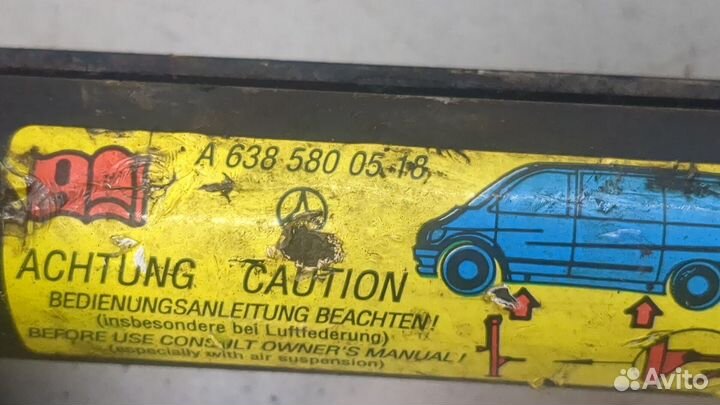 A 638 580 05 18
ACHTUNG CAUTION
BEDIENUNGSANLEITUNG BEACHTEN!
(insbesondere bei Luftfederung)
BEFORE USE CONSULT OWNER'S MANUAL!
(especially with air suspension)
Avito